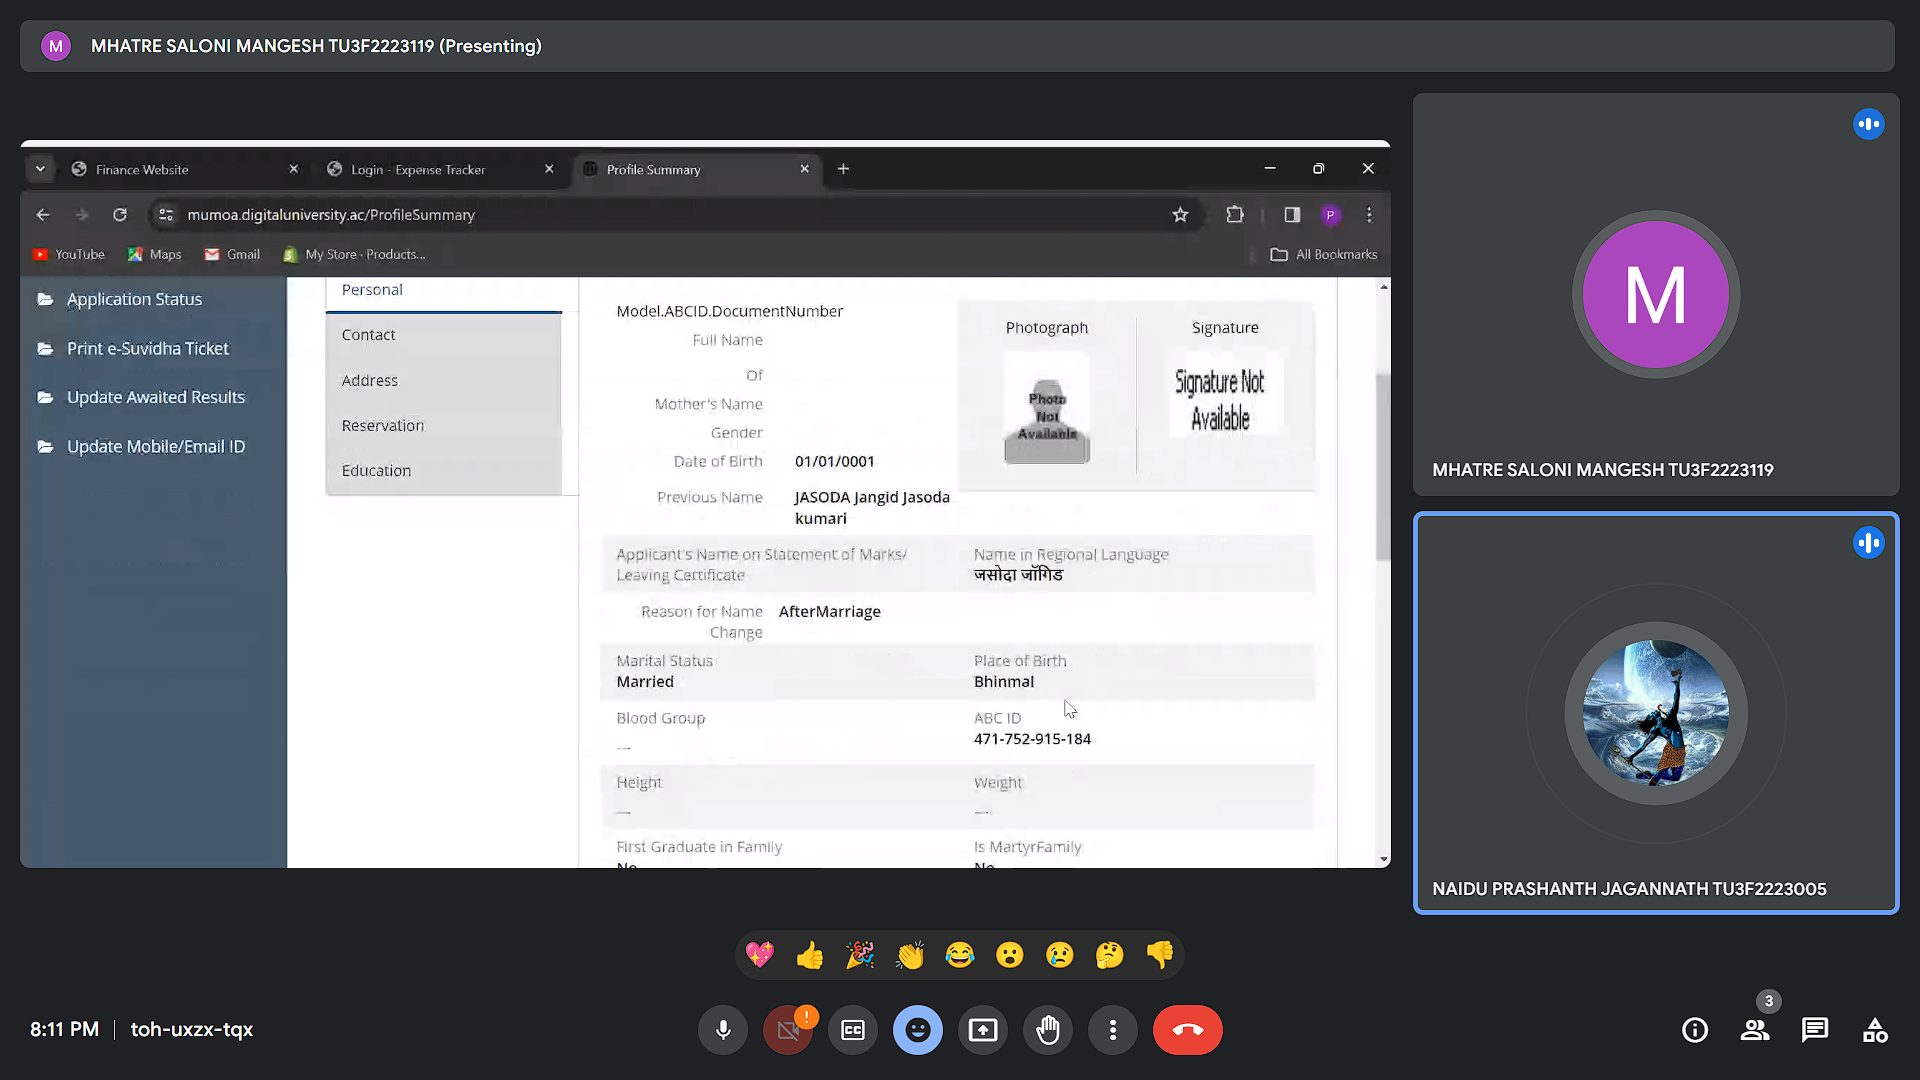 M MHATRE SALONI MANGESH TU3F2223119 (Presenting)
Finance Website
Login - Expense Tracker
Profile Summary
mumoa.digitaluniversity.ac/ProfileSummary
P
YouTube
Maps
Gmail
My Store · Products...
All Bookmarks
Application Status
Print e-Suvidha Ticket
Update Awaited Results
Update Mobile/Email ID
Personal
Contact
Address
Reservation
Education
Model.ABCID.DocumentNumber
Full Name
Of
Mother's Name
Gender
Date of Birth 01/01/0001
Previous Name JASODA Jangid Jasoda
kumari
Photograph
Photo
Not
Available
Signature
Signature Not
Available
Applicant's Name on Statement of Marks/
Leaving Certificate
Name in Regional Language
जसोदा जॉंगिड
Reason for Name AfterMarriage
Change
Marital Status
Married
Place of Birth
Bhinmal
Blood Group
---
ABC ID
471-752-915-184
Height
---
Weight
---
First Graduate in Family
No
Is MartyrFamily
No
M
MHATRE SALONI MANGESH TU3F2223119
NAIDU PRASHANTH JAGANNATH TU3F2223005
8:11 PM | toh-uxzx-tqx
!
CC
3